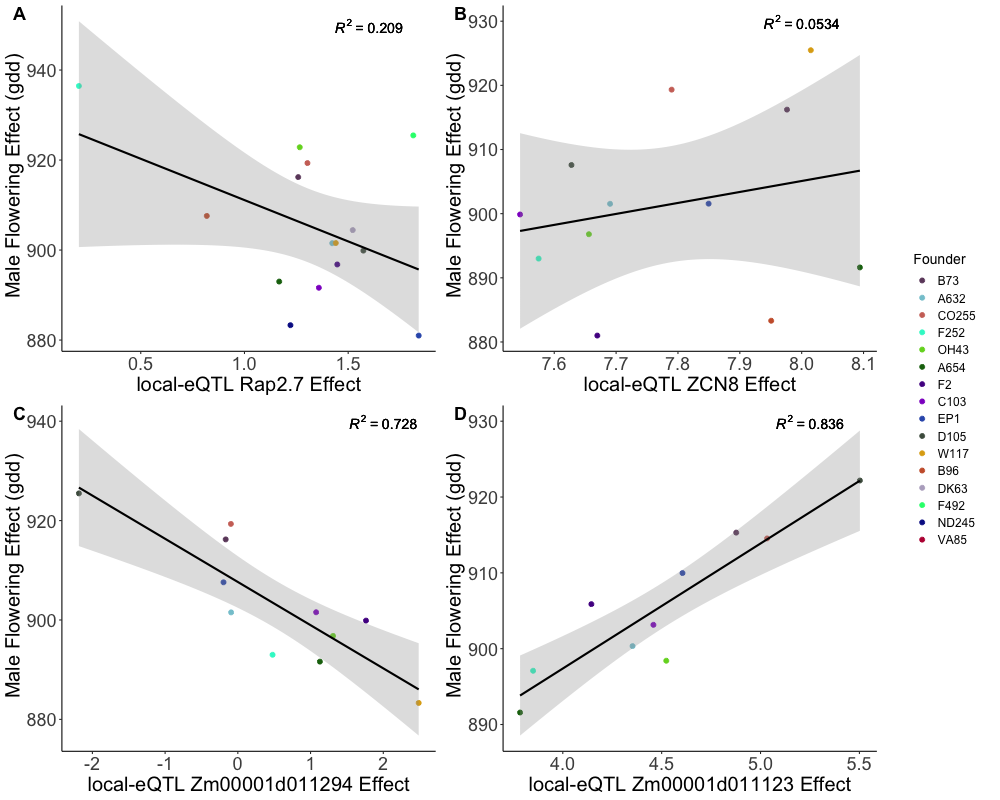 A
R² = 0.209
Male Flowering Effect (gdd)
940
920
900
880
0.5 1.0 1.5
local-eQTL Rap2.7 Effect
B
R² = 0.0534
Male Flowering Effect (gdd)
930
920
910
900
890
880
7.6 7.7 7.8 7.9 8.0 8.1
local-eQTL ZCN8 Effect
C
R² = 0.728
Male Flowering Effect (gdd)
940
920
900
880
-2 -1 0 1 2
local-eQTL Zm00001d011294 Effect
D
R² = 0.836
Male Flowering Effect (gdd)
930
920
910
900
890
4.0 4.5 5.0 5.5
local-eQTL Zm00001d011123 Effect
Founder
B73
A632
CO255
F252
OH43
A654
F2
C103
EP1
D105
W117
B96
DK63
F492
ND245
VA85